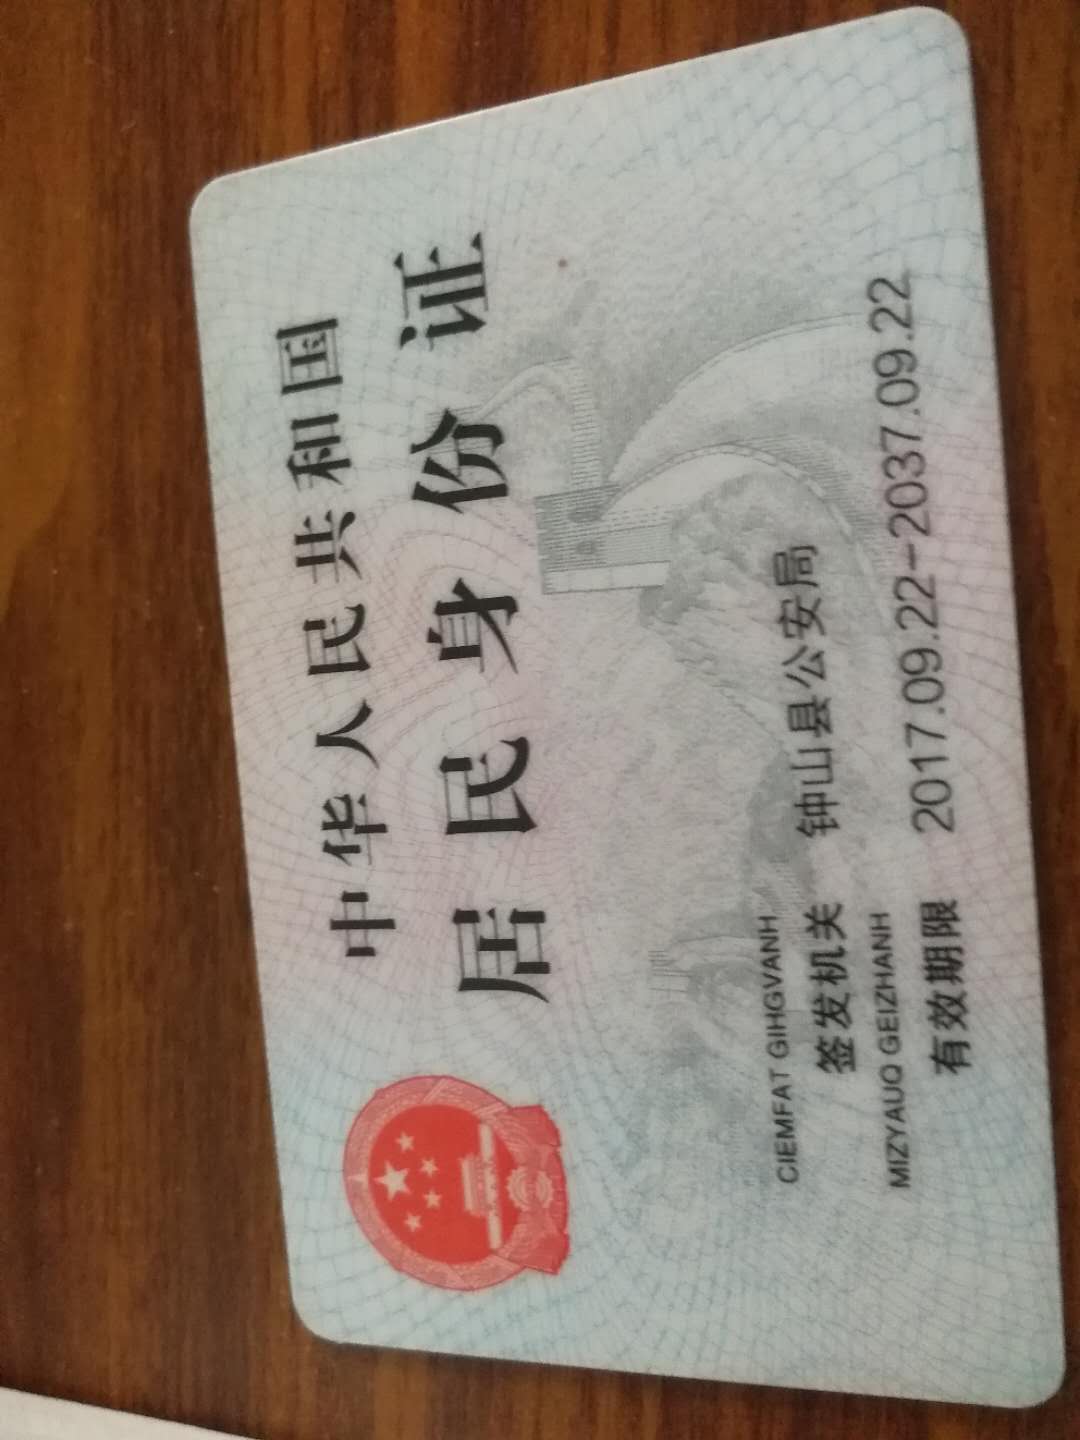 中华人民共和国
居民身份证
CIEMFAT GIHGVANH
签发机关 钟山县公安局
MIZYAUQ GEIZHANH
有效期限 2017.09.22-2037.09.22